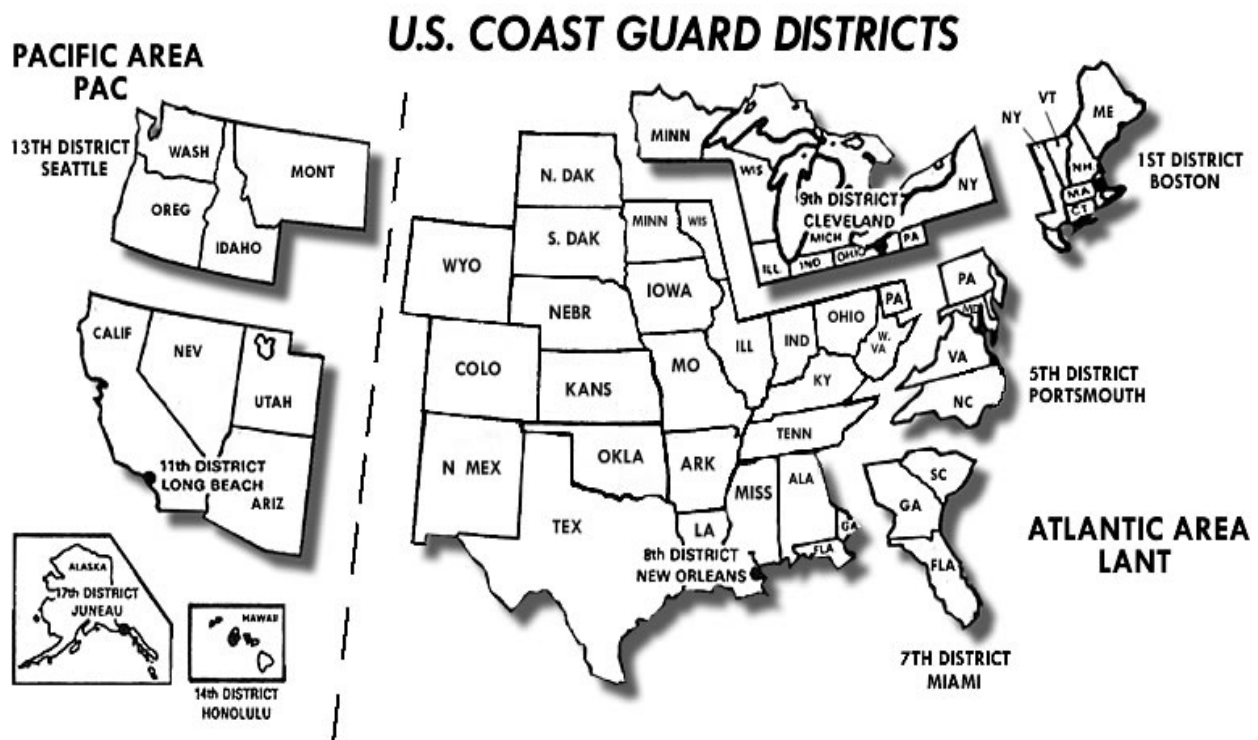 U.S. COAST GUARD DISTRICTS
PACIFIC AREA
PAC
13TH DISTRICT
SEATTLE
WASH
MONT
OREG
IDAHO
CALIF
NEV
UTAH
11th DISTRICT
LONG BEACH
ARIZ
ALASKA
17th DISTRICT
JUNEAU
HAWAII
14th DISTRICT
HONOLULU
N. DAK
S. DAK
WYO
NEBR
COLO
KANS
N MEX
OKLA
TEX
MINN
WIS
IOWA
MO
ARK
LA
ILL
IND
OHIO
PA
W.
VA
KY
TENN
MISS
ALA
GA
FLA
8th DISTRICT
NEW ORLEANS
MINN
WIS
9th DISTRICT
CLEVELAND
MICH
NY
ILL
IND
OHIO
PA
NY
VT
ME
NH
MA
CT
1ST DISTRICT
BOSTON
PA
MD
VA
NC
5TH DISTRICT
PORTSMOUTH
SC
GA
FLA
7TH DISTRICT
MIAMI
ATLANTIC AREA
LANT